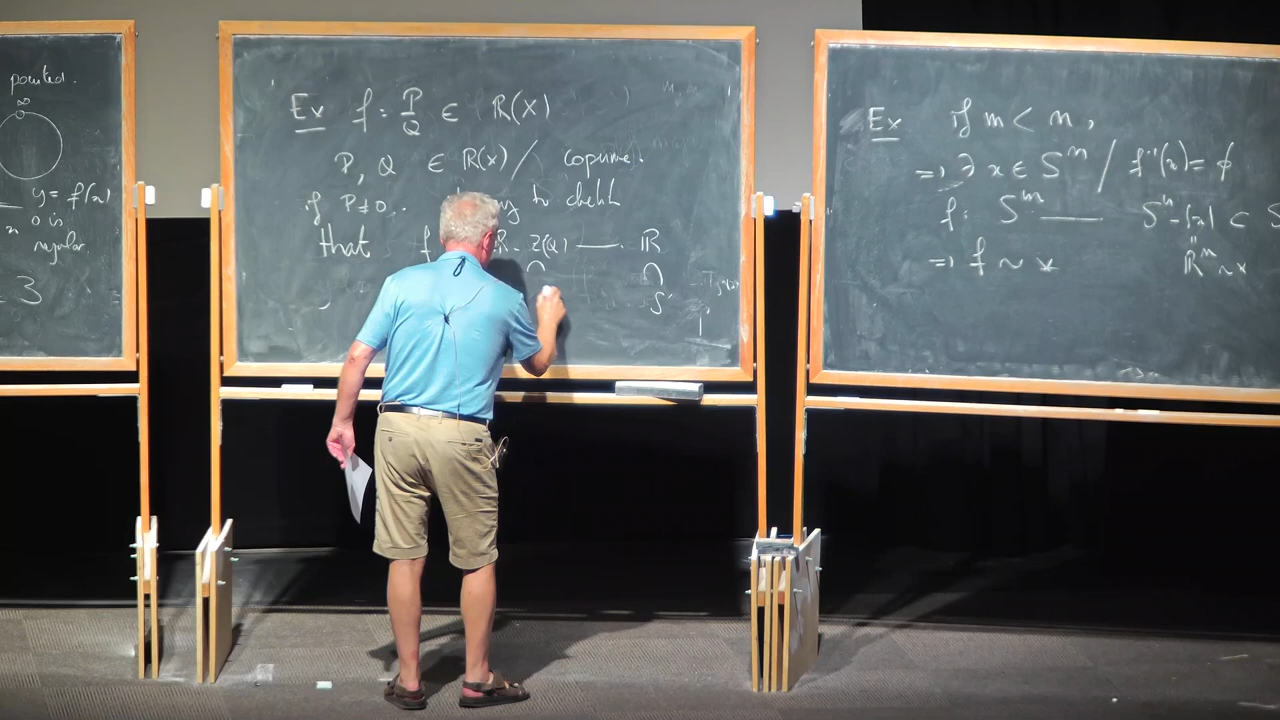 pointed.
∞
y = f(x)
0 is
regular.
3
Ex f = P/Q ∈ ℝ(X)
P, Q ∈ ℝ(x) / coprime.
if P≠0. to check
that f ℝ - Z(Q) —— ℝ
∩ ∩
S¹
Ex if m < n,
=) ∃ x ∈ Sⁿ / f⁻¹(x) = ϕ
f: Sᵐ —— Sⁿ-{x} ⊂ S
=) f ~ * ℝⁿ ~ *